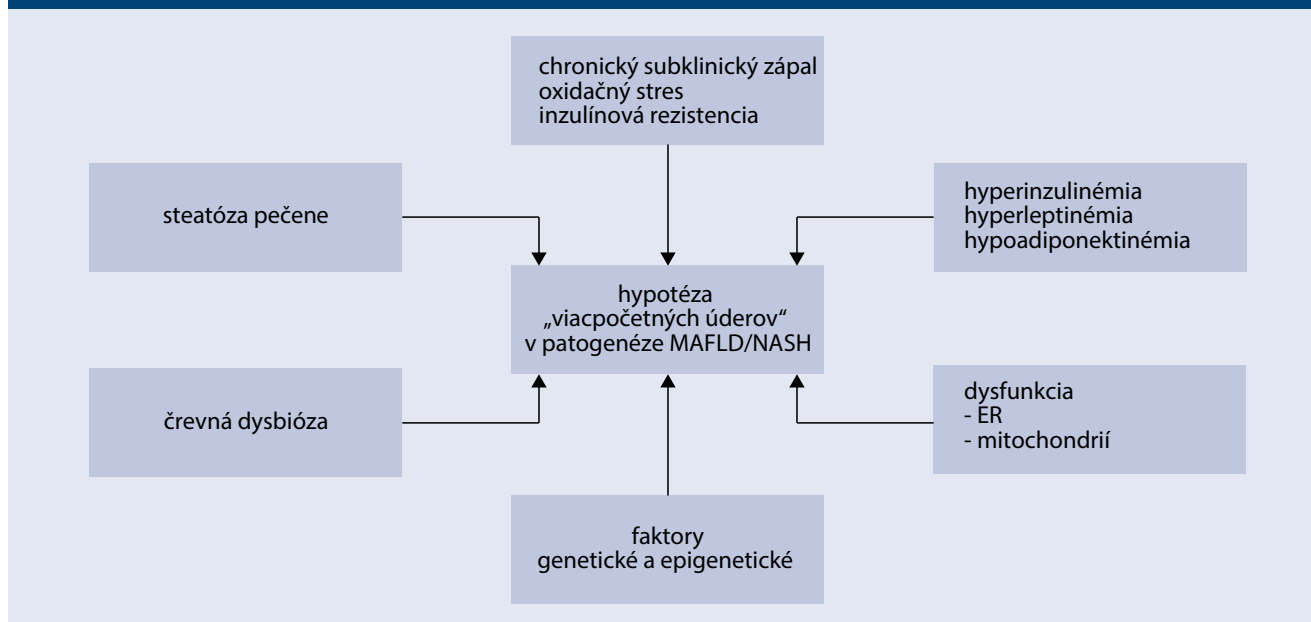 chronický subklinický zápal
oxidačný stres
inzulínová rezistencia
steatóza pečene
hyperinzulinémia
hyperleptinémia
hypoadiponektinémia
hypotéza
„viacpočetných úderov“
v patogenéze MAFLD/NASH
črevná dysbióza
dysfunkcia
- ER
- mitochondrií
faktory
genetické a epigenetické